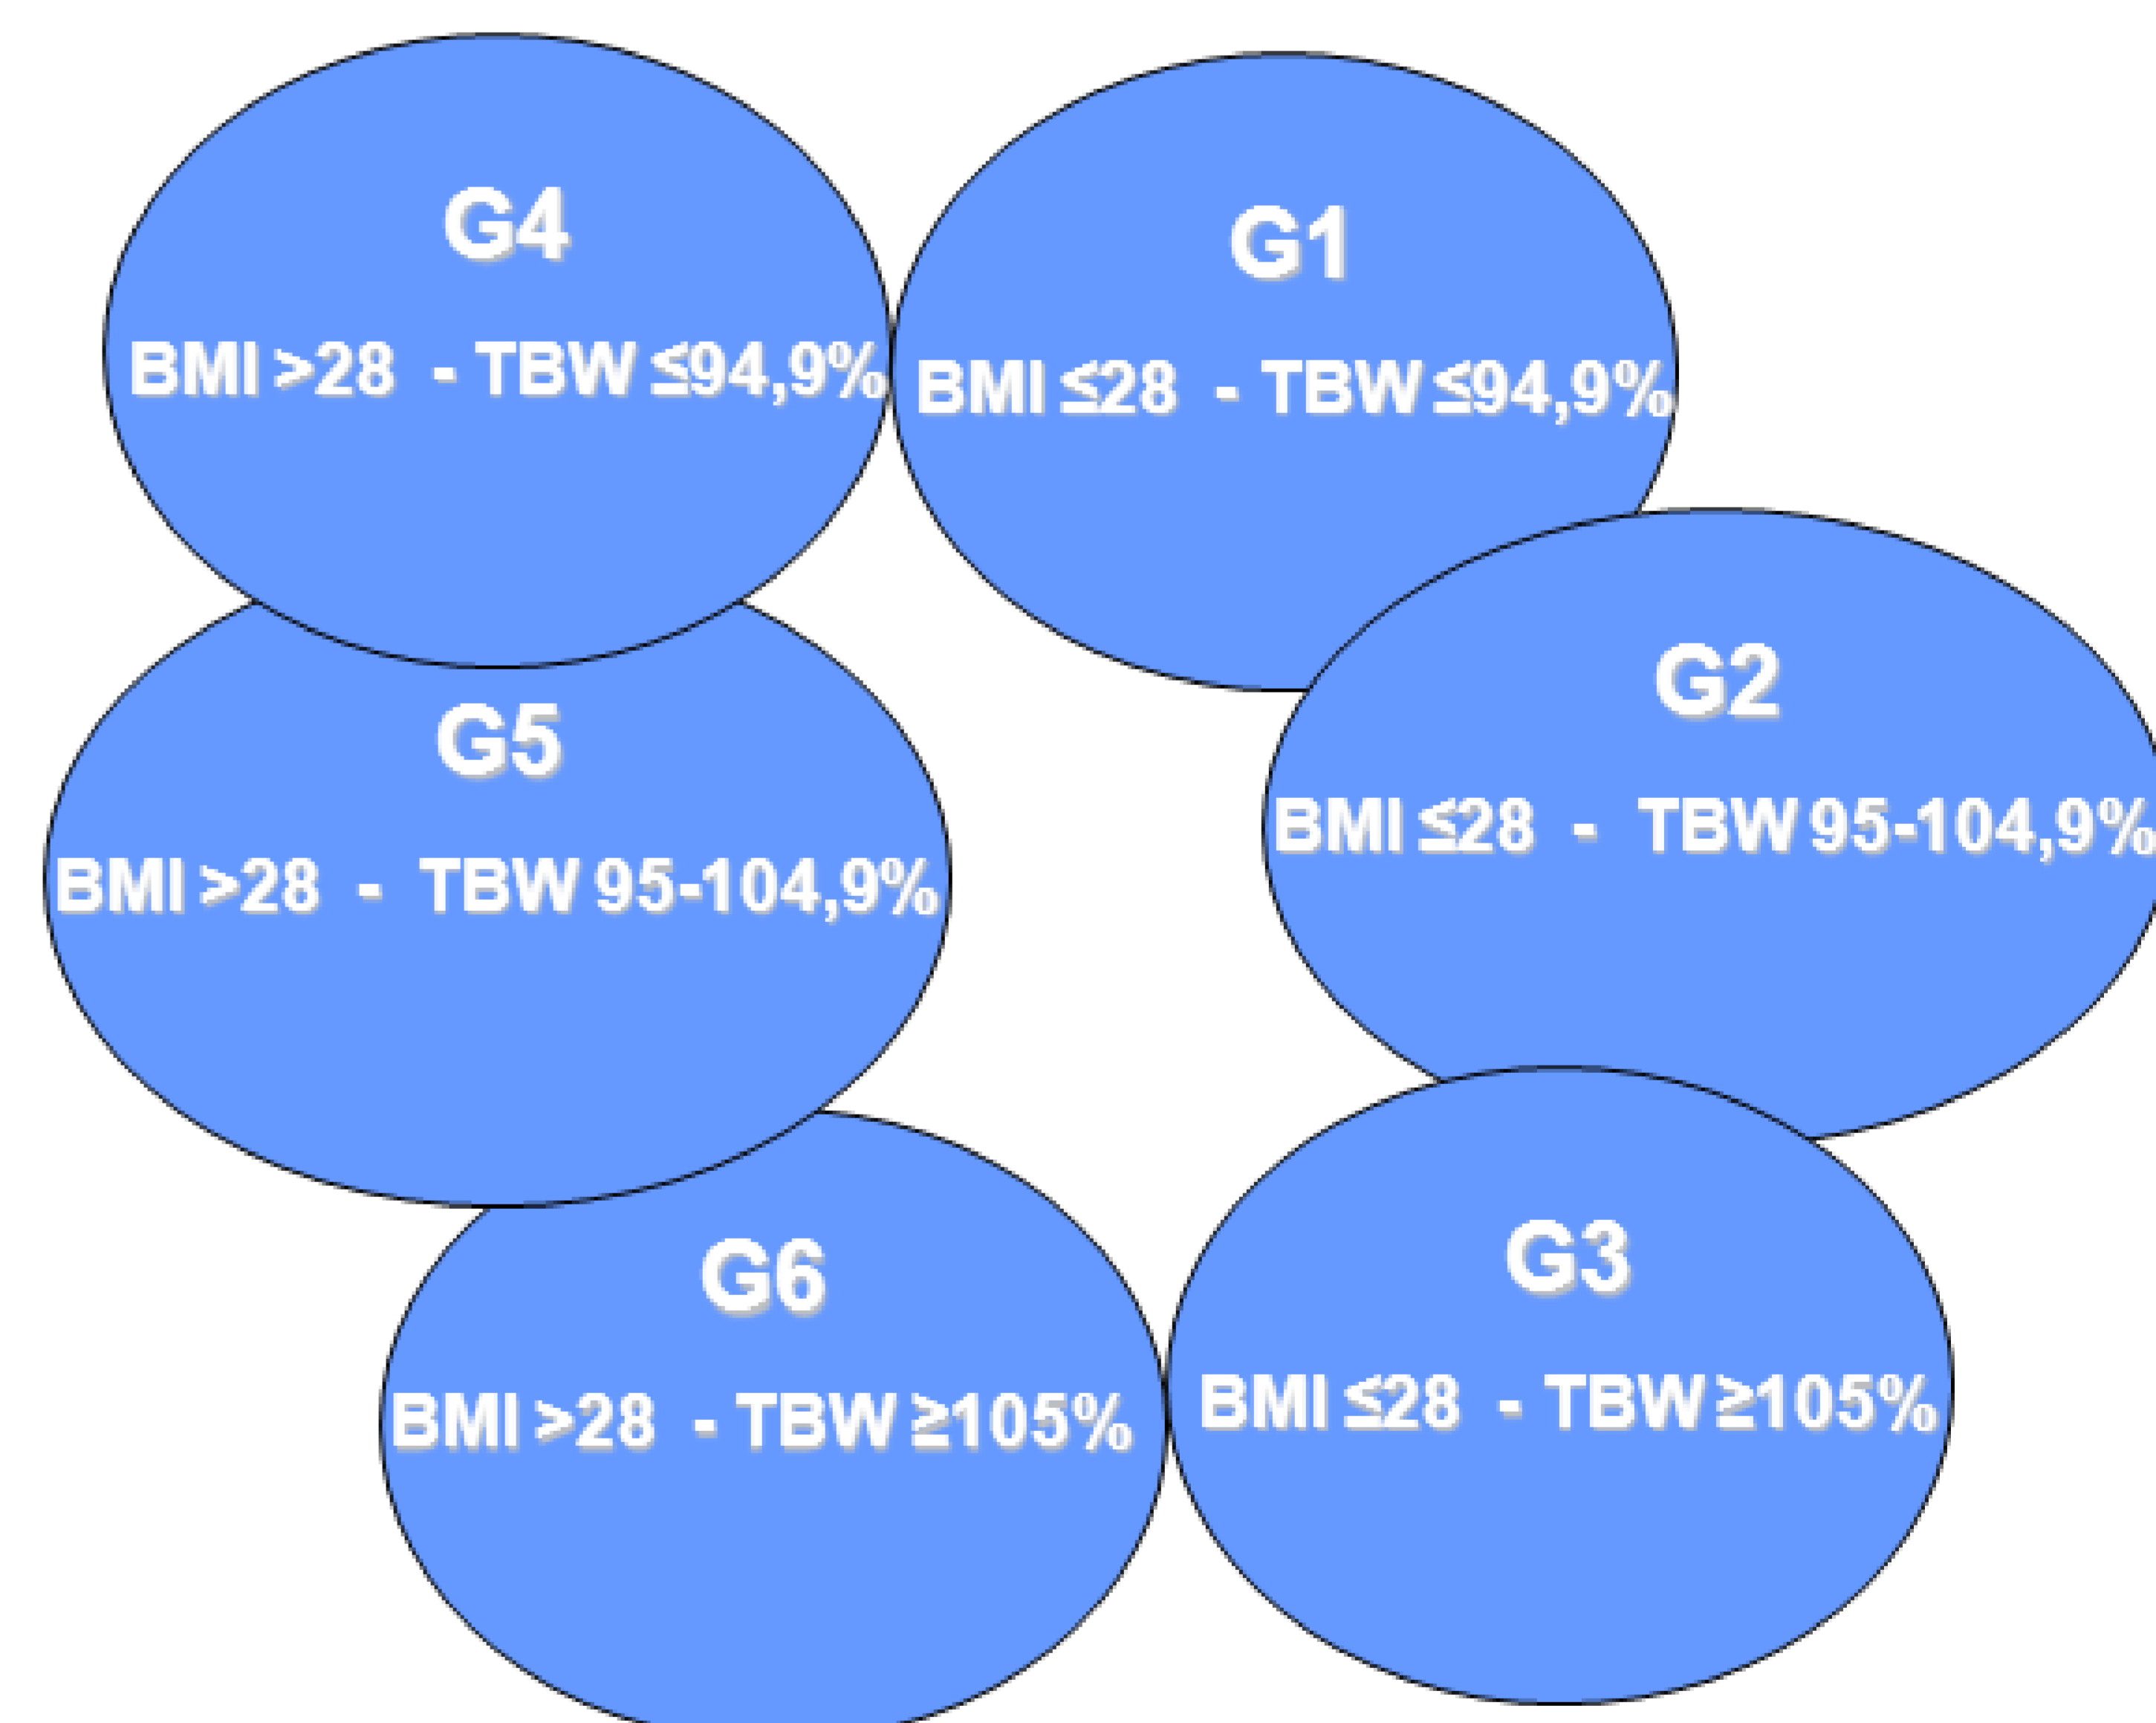 G4
BMI >28 - TBW ≤94,9%
G1
BMI ≤28 - TBW ≤94,9%
G2
BMI ≤28 - TBW 95-104,9%
G5
BMI >28 - TBW 95-104,9%
G3
BMI ≤28 - TBW ≥105%
G6
BMI >28 - TBW ≥105%